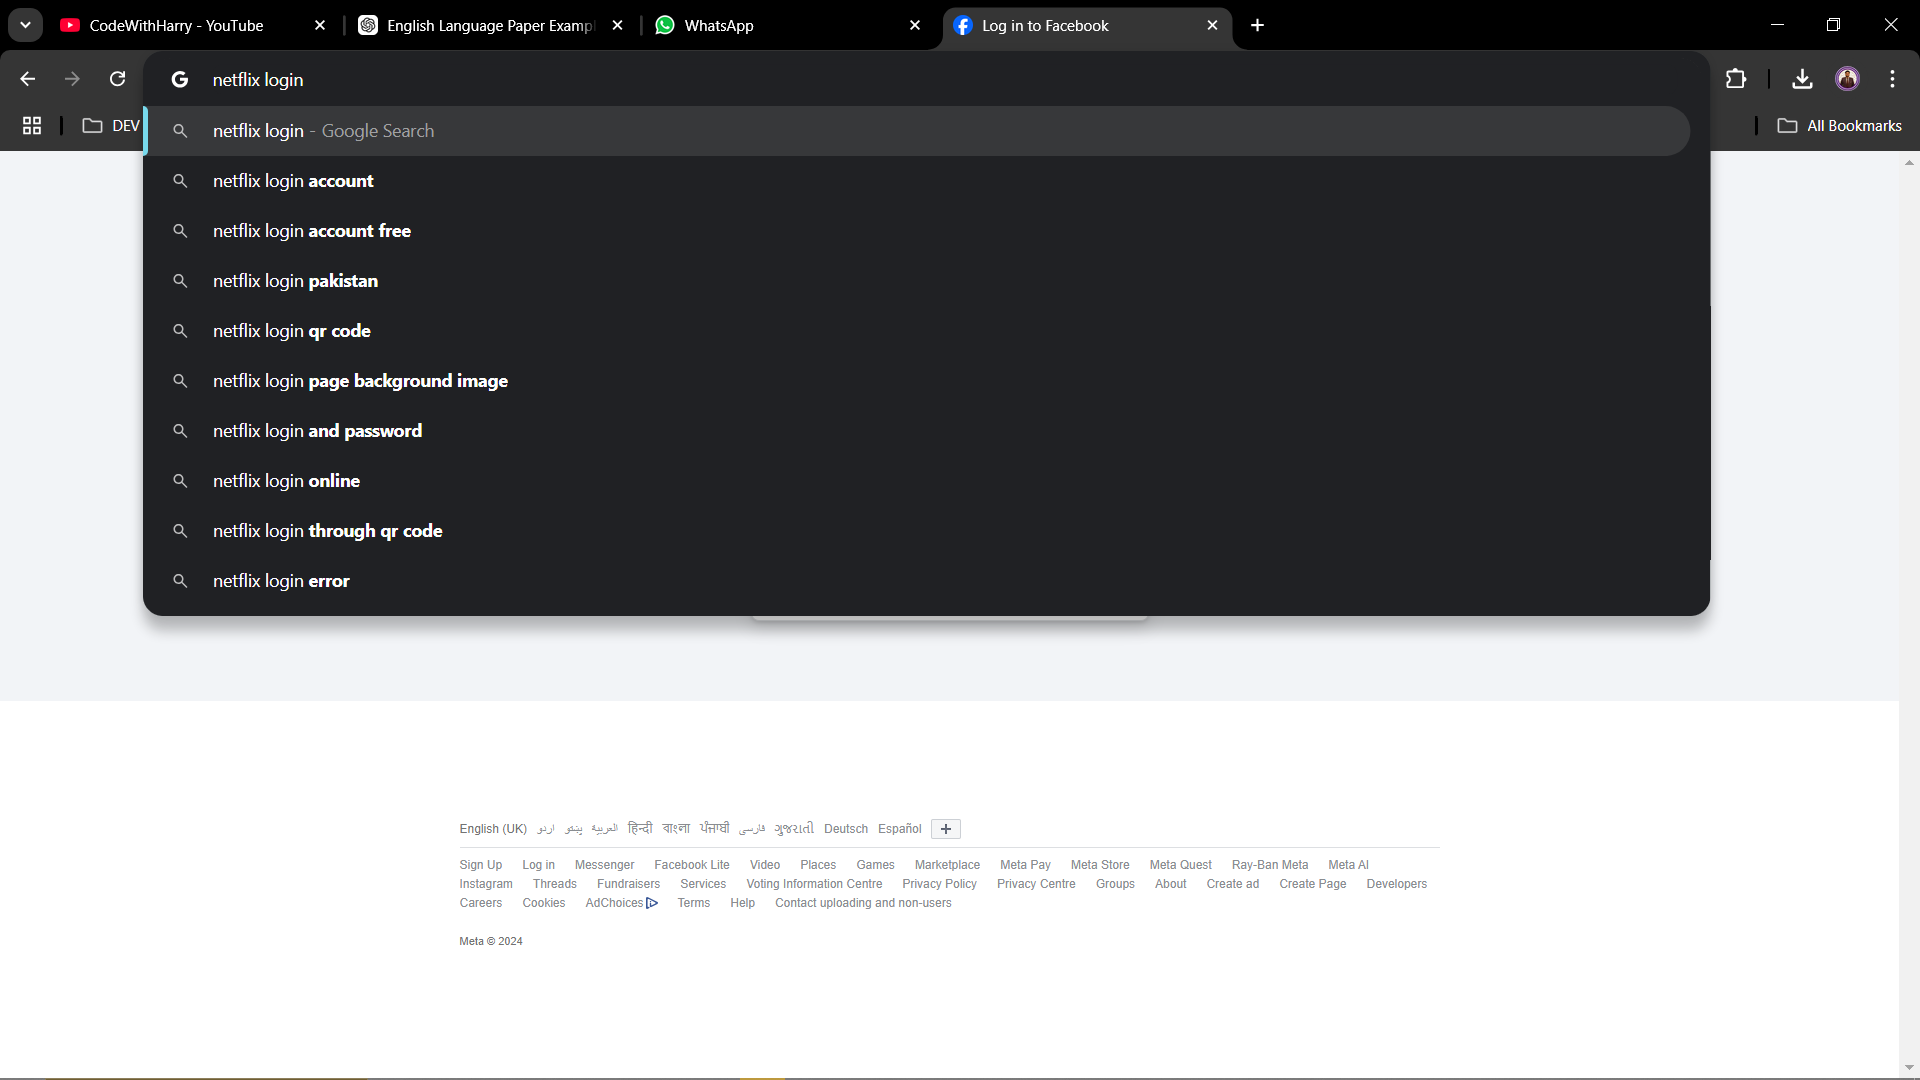 CodeWithHarry - YouTube
English Language Paper Exampl
WhatsApp
Log in to Facebook
netflix login
DEV
All Bookmarks
netflix login - Google Search
netflix login account
netflix login account free
netflix login pakistan
netflix login qr code
netflix login page background image
netflix login and password
netflix login online
netflix login through qr code
netflix login error
English (UK) اردو پښتو العربية हिन्दी বাংলা ਪੰਜਾਬੀ فارسی ગુજરાતી Deutsch Español
Sign Up Log in Messenger Facebook Lite Video Places Games Marketplace Meta Pay Meta Store Meta Quest Ray-Ban Meta Meta AI
Instagram Threads Fundraisers Services Voting Information Centre Privacy Policy Privacy Centre Groups About Create ad Create Page Developers
Careers Cookies AdChoices Terms Help Contact uploading and non-users
Meta © 2024